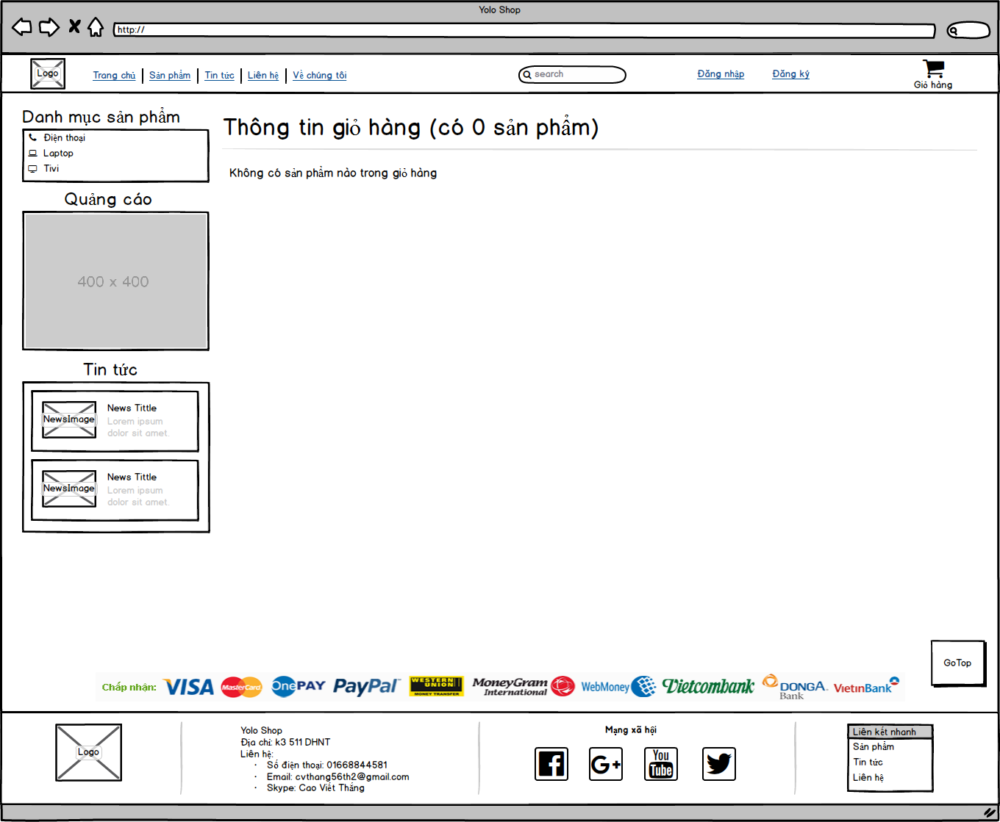 Yolo Shop
http://
Logo
Trang chủ
Sản phẩm
Tin tức
Liên hệ
Về chúng tôi
search
Đăng nhập
Đăng ký
Giỏ hàng
Danh mục sản phẩm
Điện thoại
Laptop
Tivi
Quảng cáo
400 x 400
Tin tức
NewsImage
News Tittle
Lorem ipsum
dolor sit amet.
NewsImage
News Tittle
Lorem ipsum
dolor sit amet.
Thông tin giỏ hàng (có 0 sản phẩm)
Không có sản phẩm nào trong giỏ hàng
GoTop
Chấp nhận:
VISA
MasterCard
OnePAY
PayPal
WESTERN
UNION
MONEY TRANSFER
MoneyGram
International
WebMoney
Vietcombank
DONGA
Bank
VietinBank
Logo
Yolo Shop
Địa chỉ: k3 511 DHNT
Liên hệ:
· Số điện thoại: 01668844581
· Email: cvthang56th2@gmail.com
· Skype: Cao Viết Thắng
Mạng xã hội
G+
You
Tube
Liên kết nhanh
Sản phẩm
Tin tức
Liên hệ